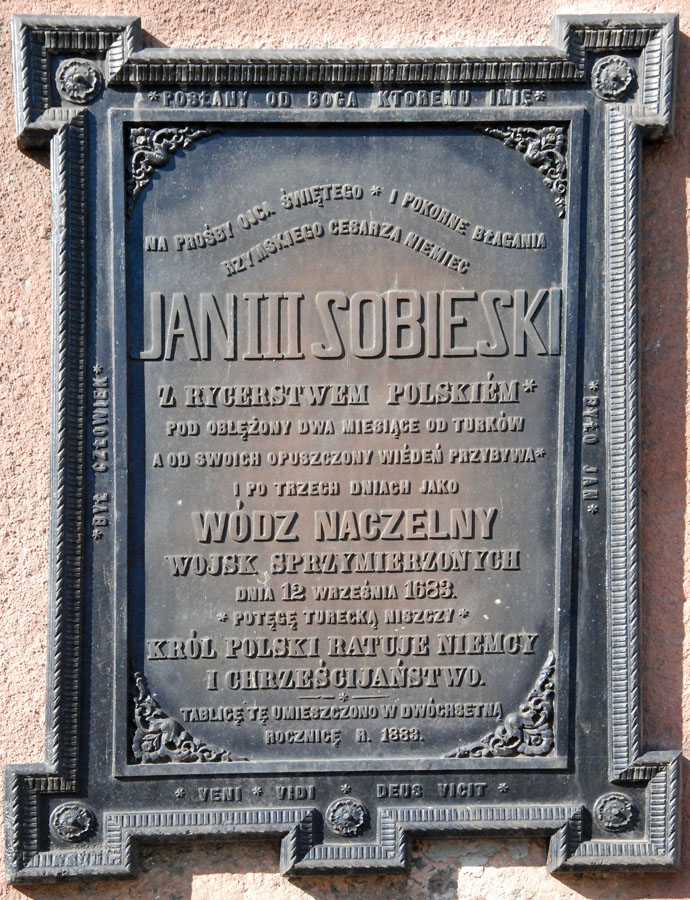 *BYŁ CZŁOWIEK*
*POSŁANY OD BOGA KTOREMU IMIĘ*
*BYŁO JAN*
NA PROŚBY OJCA ŚWIĘTEGO * I POKORNE BŁAGANIA
RZYMSKIEGO CESARZA NIEMIEC
JAN III SOBIESKI
Z RYCERSTWEM POLSKIÉM*
POD OBLĘŻONY DWA MIESIĄCE OD TURKÓW
A OD SWOICH OPUSZCZONY WIÉDEŃ PRZYBYWA*
I PO TRZECH DNIACH JAKO
WÓDZ NACZELNY
WOJSK SPRZYMIERZONYCH
DNIA 12 WRZEŚNIA 1683.
*POTĘGĘ TURECKĄ NISZCZY*
KRÓL POLSKI RATUJE NIEMCY
I CHRZEŚCIJAŃSTWO.
TABLICĘ TĘ UMIESZCZONO W DWÓCHSETNĄ
ROCZNICĘ R. 1883.
* VENI * VIDI * DEUS VICIT *